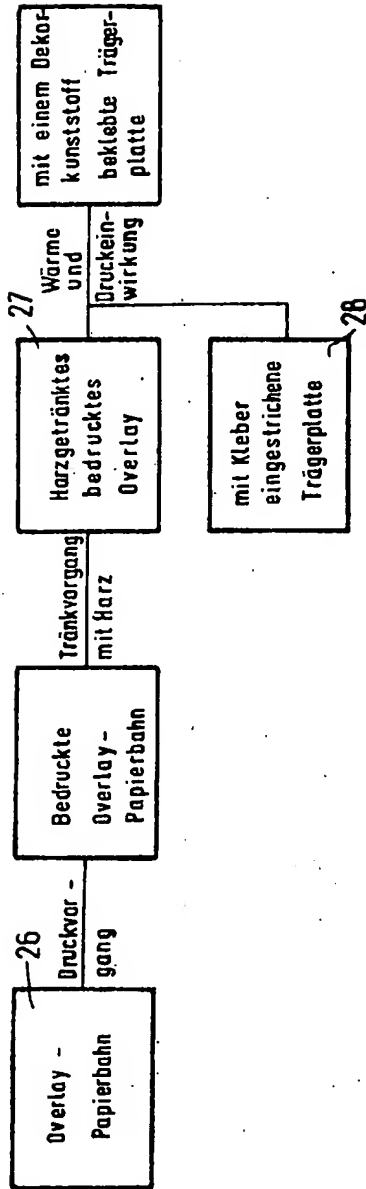 Overlay -
Papierbahn
26
Druckvor -
gang
Bedruckte
Overlay -
Papierbahn
Tränkvorgang
mit Harz
Harzgetränktes
bedrucktes
Overlay
27
mit Kleber
eingestrichene
Trägerplatte
28
Wärme
und
Druckein-
wirkung
mit einem Dekor-
kunststoff
beklebte Träger-
platte